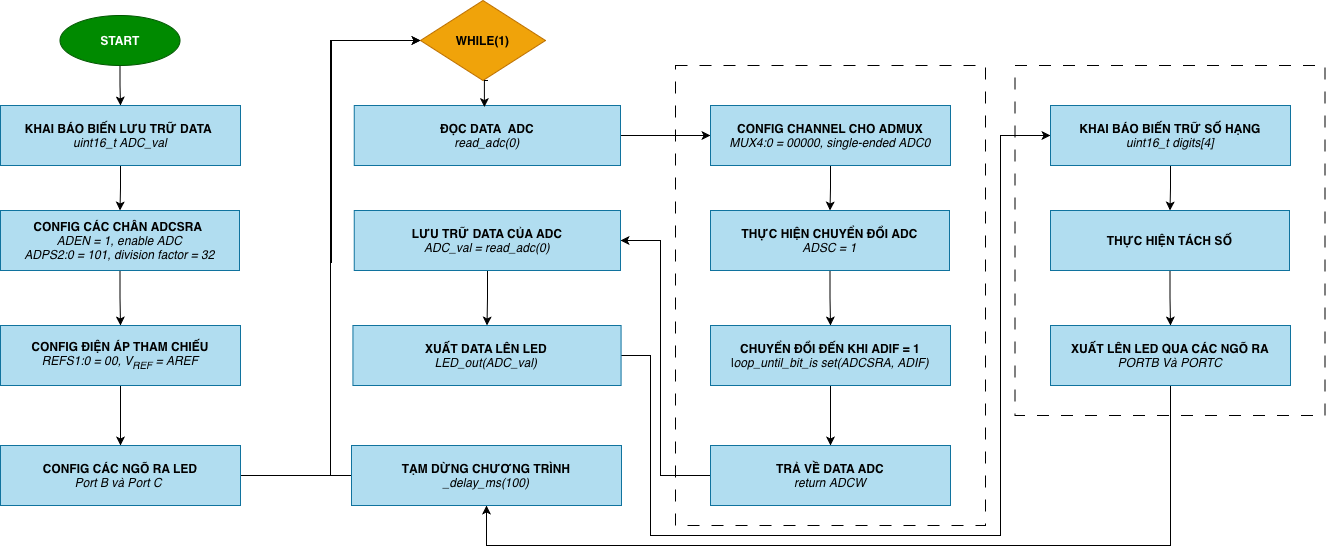 START
KHAI BÁO BIẾN LƯU TRỮ DATA
uint16_t ADC_val
CONFIG CÁC CHÂN ADCSRA
ADEN = 1, enable ADC
ADPS2:0 = 101, division factor = 32
CONFIG ĐIỆN ÁP THAM CHIẾU
REFS1:0 = 00, VREF = AREF
CONFIG CÁC NGÕ RA LED
Port B và Port C
WHILE(1)
ĐỌC DATA ADC
read_adc(0)
LƯU TRỮ DATA CỦA ADC
ADC_val = read_adc(0)
XUẤT DATA LÊN LED
LED_out(ADC_val)
TẠM DỪNG CHƯƠNG TRÌNH
_delay_ms(100)
CONFIG CHANNEL CHO ADMUX
MUX4:0 = 00000, single-ended ADC0
THỰC HIỆN CHUYỂN ĐỔI ADC
ADSC = 1
CHUYỂN ĐỔI ĐẾN KHI ADIF = 1
loop_until_bit_is set(ADCSRA, ADIF)
TRẢ VỀ DATA ADC
return ADCW
KHAI BÁO BIẾN TRỮ SỐ HẠNG
uint16_t digits[4]
THỰC HIỆN TÁCH SỐ
XUẤT LÊN LED QUA CÁC NGÕ RA
PORTB Và PORTC